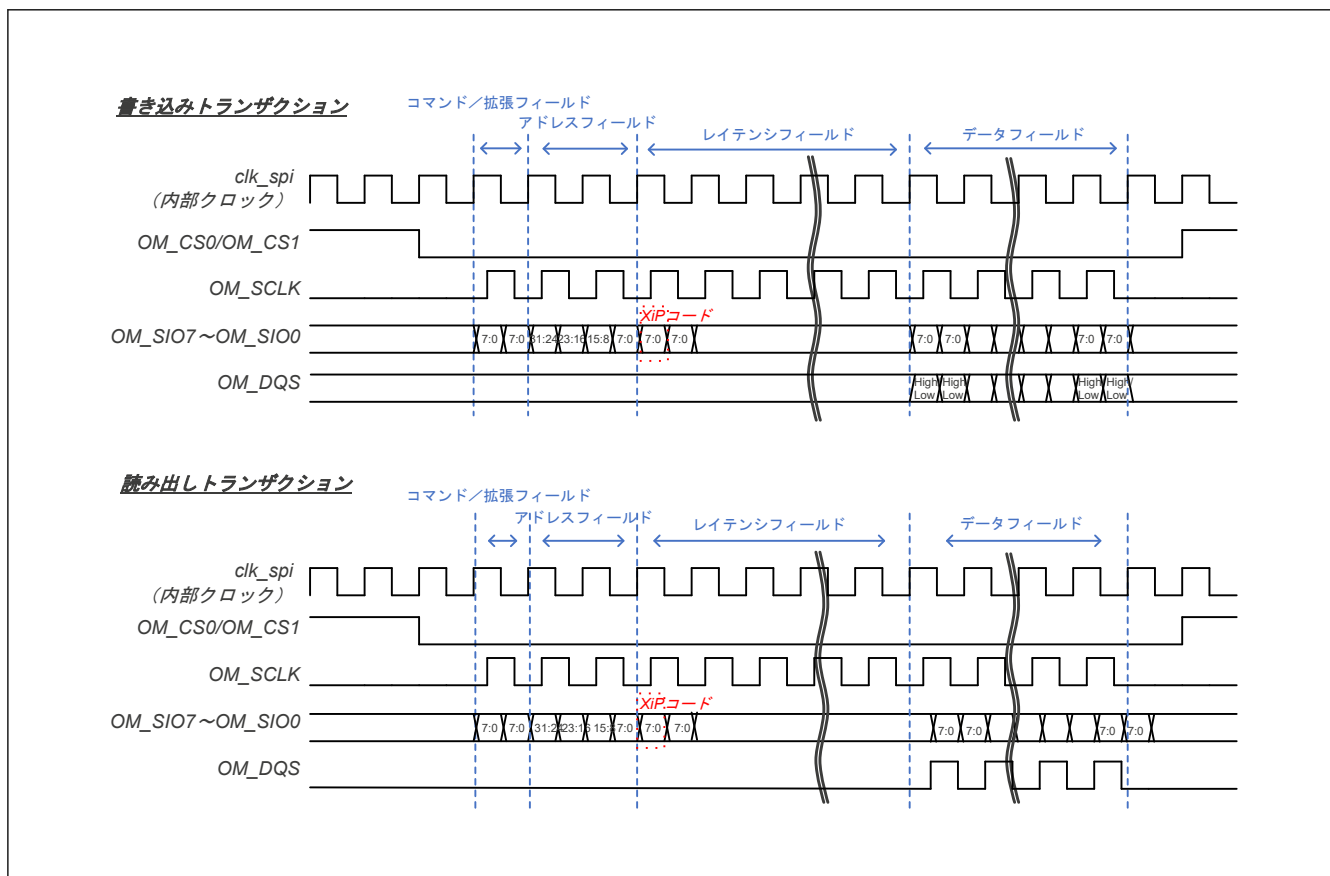 書き込みトランザクション
コマンド／拡張フィールド
アドレスフィールド
レイテンシフィールド
データフィールド
clk_spi
（内部クロック）
OM_CS0/OM_CS1
OM_SCLK
XiPコード
OM_SIO7～OM_SIO0
7:0 7:0 31:24 23:16 15:8 7:0 7:0 7:0 7:0 7:0 7:0 7:0
OM_DQS
High High High High
Low Low Low Low
読み出しトランザクション
コマンド／拡張フィールド
アドレスフィールド
レイテンシフィールド
データフィールド
clk_spi
（内部クロック）
OM_CS0/OM_CS1
OM_SCLK
XiPコード
OM_SIO7～OM_SIO0
7:0 7:0 31:24 23:16 15:8 7:0 7:0 7:0 7:0 7:0 7:0 7:0
OM_DQS